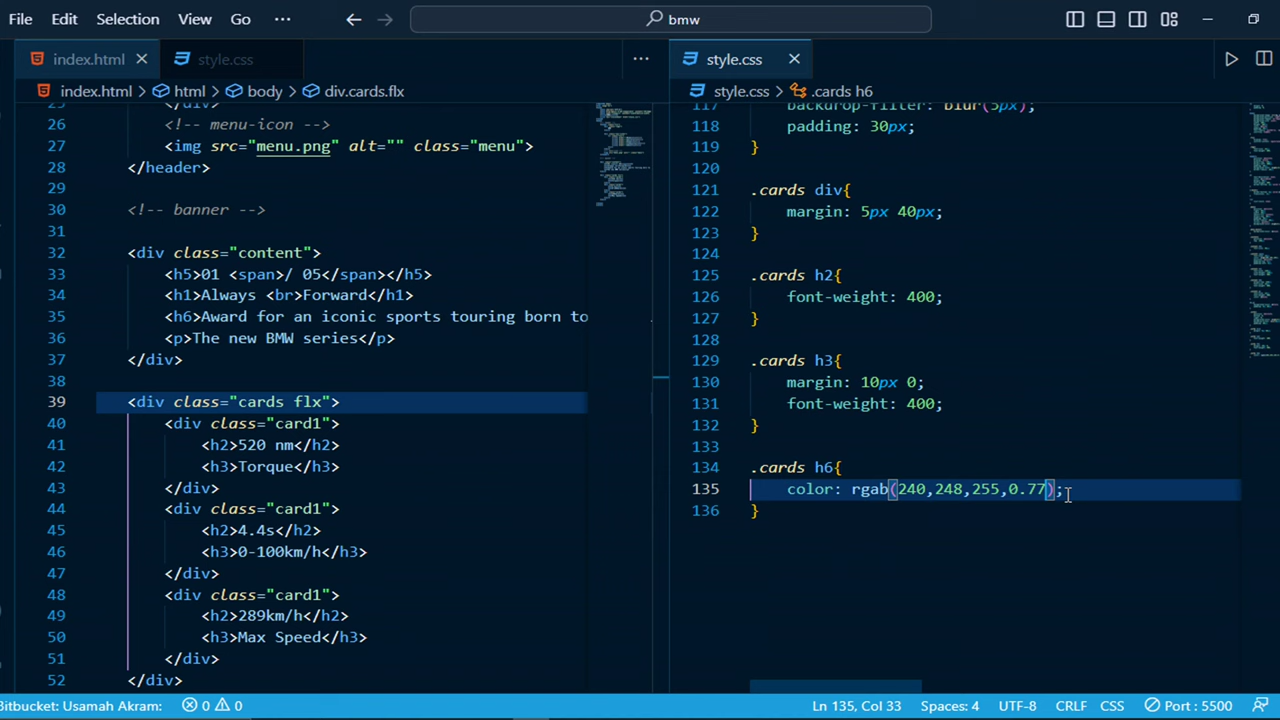 File Edit Selection View Go ··· bmw
index.html style.css ···
index.html > html > body > div.cards.flx
25 </div>
26 <!-- menu-icon -->
27 <img src="menu.png" alt="" class="menu">
28 </header>
29
30 <!-- banner -->
31
32 <div class="content">
33 <h5>01 <span>/ 05</span></h5>
34 <h1>Always <br>Forward</h1>
35 <h6>Award for an iconic sports touring born to
36 <p>The new BMW series</p>
37 </div>
38
39 <div class="cards flx">
40 <div class="card1">
41 <h2>520 nm</h2>
42 <h3>Torque</h3>
43 </div>
44 <div class="card1">
45 <h2>4.4s</h2>
46 <h3>0-100km/h</h3>
47 </div>
48 <div class="card1">
49 <h2>289km/h</h2>
50 <h3>Max Speed</h3>
51 </div>
52 </div>
style.css
style.css > .cards h6
117 backdrop-filter: blur(5px);
118 padding: 30px;
119 }
120
121 .cards div{
122 margin: 5px 40px;
123 }
124
125 .cards h2{
126 font-weight: 400;
127 }
128
129 .cards h3{
130 margin: 10px 0;
131 font-weight: 400;
132 }
133
134 .cards h6{
135 color: rgab(240,248,255,0.77);
136 }
Bitbucket: Usamah Akram: 0 0 Ln 135, Col 33 Spaces: 4 UTF-8 CRLF CSS Port : 5500